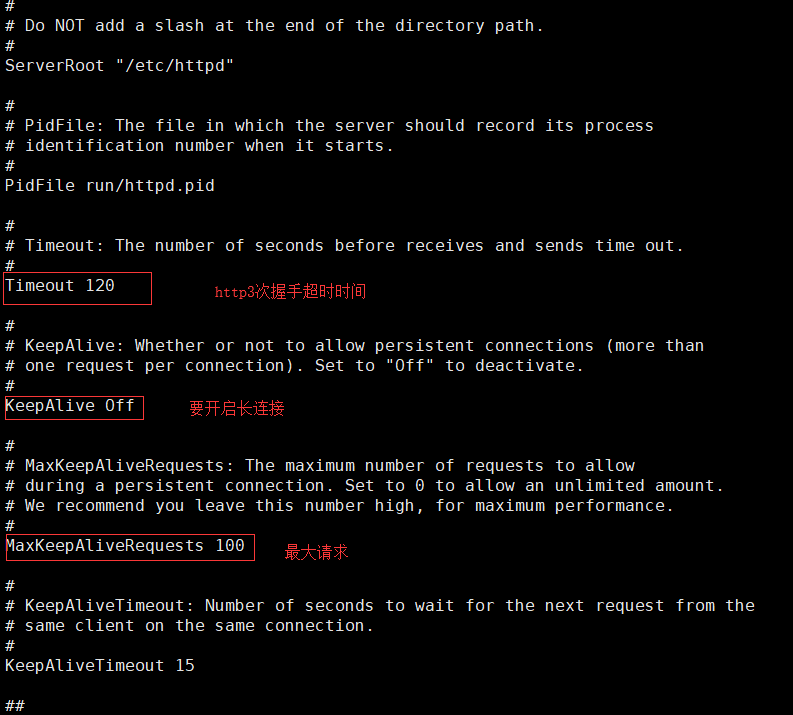 #
# Do NOT add a slash at the end of the directory path.
#
ServerRoot "/etc/httpd"
#
# PidFile: The file in which the server should record its process
# identification number when it starts.
#
PidFile run/httpd.pid
#
# Timeout: The number of seconds before receives and sends time out.
#
Timeout 120
http3次握手超时时间
#
# KeepAlive: Whether or not to allow persistent connections (more than
# one request per connection). Set to "Off" to deactivate.
#
KeepAlive Off
要开启长连接
#
# MaxKeepAliveRequests: The maximum number of requests to allow
# during a persistent connection. Set to 0 to allow an unlimited amount.
# We recommend you leave this number high, for maximum performance.
#
MaxKeepAliveRequests 100
最大请求
#
# KeepAliveTimeout: Number of seconds to wait for the next request from the
# same client on the same connection.
#
KeepAliveTimeout 15
##